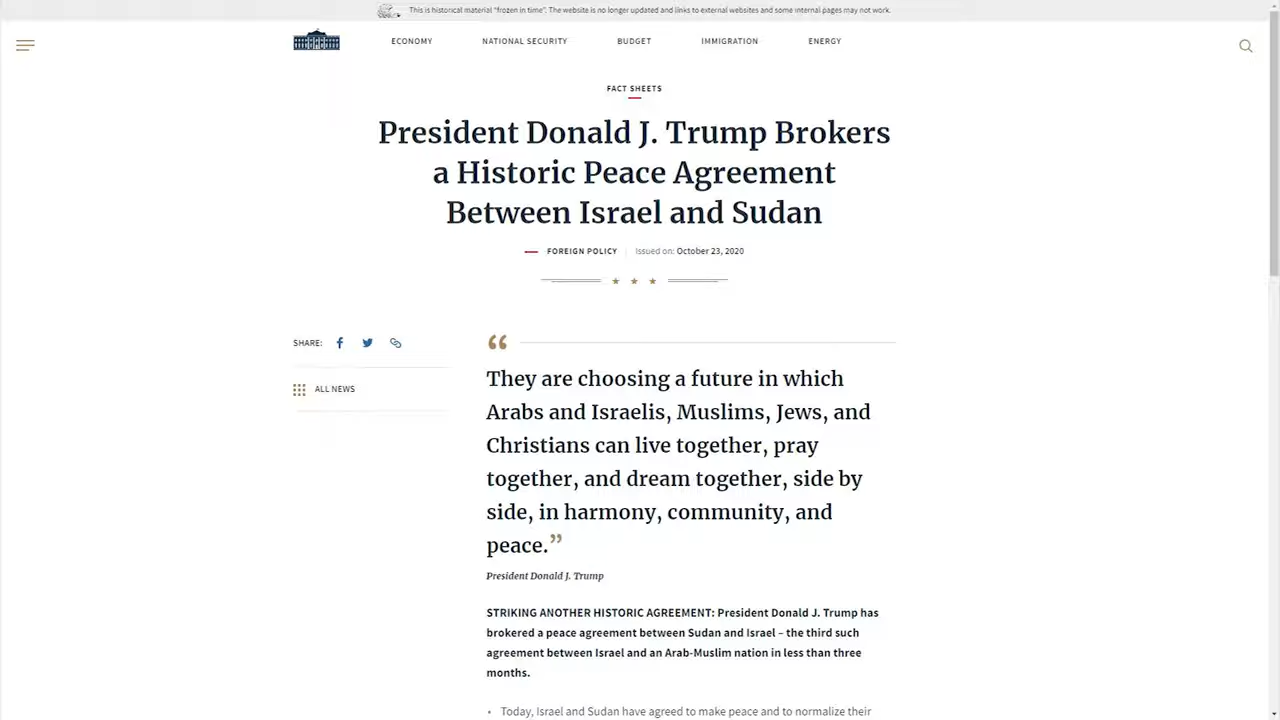 This is historical material "frozen in time". The website is no longer updated and links to external websites and some internal pages may not work.
ECONOMY NATIONAL SECURITY BUDGET IMMIGRATION ENERGY
FACT SHEETS
President Donald J. Trump Brokers
a Historic Peace Agreement
Between Israel and Sudan
FOREIGN POLICY Issued on: October 23, 2020
SHARE:
ALL NEWS
“
They are choosing a future in which
Arabs and Israelis, Muslims, Jews, and
Christians can live together, pray
together, and dream together, side by
side, in harmony, community, and
peace.”
President Donald J. Trump
STRIKING ANOTHER HISTORIC AGREEMENT: President Donald J. Trump has
brokered a peace agreement between Sudan and Israel – the third such
agreement between Israel and an Arab-Muslim nation in less than three
months.
• Today, Israel and Sudan have agreed to make peace and to normalize their